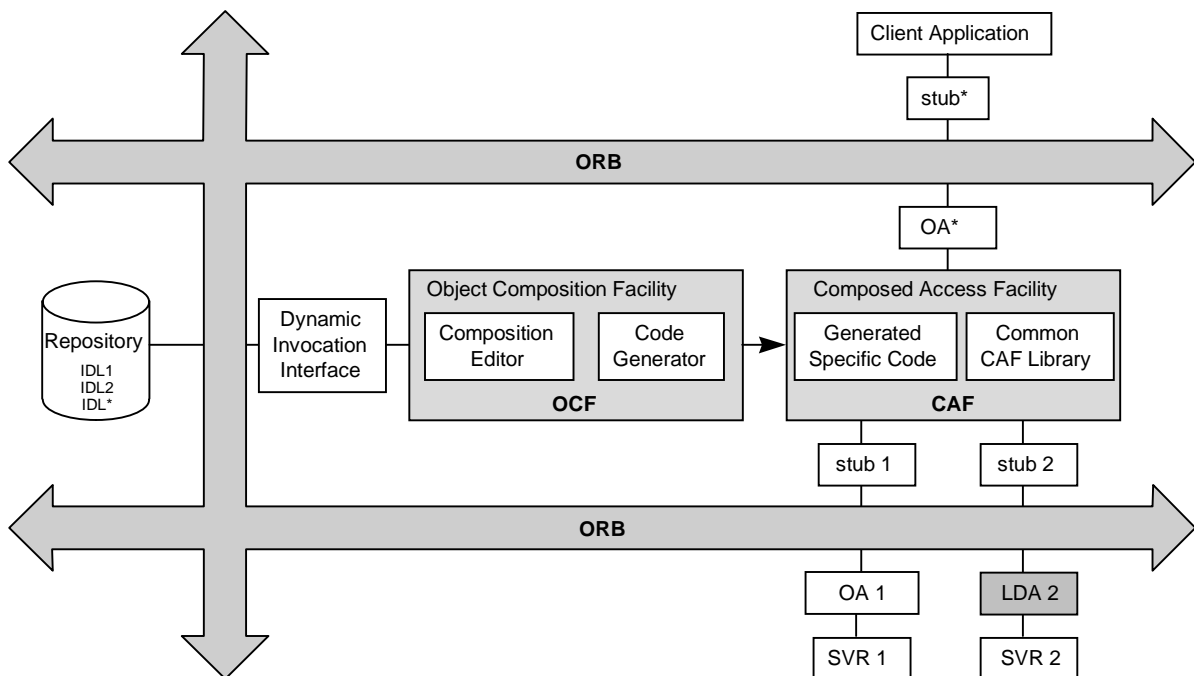 Client Application
stub*
ORB
OA*
Repository
IDL1
IDL2
IDL*
Dynamic
Invocation
Interface
Object Composition Facility
Composition
Editor
Code
Generator
OCF
Composed Access Facility
Generated
Specific Code
Common
CAF Library
CAF
stub 1
stub 2
ORB
OA 1
LDA 2
SVR 1
SVR 2